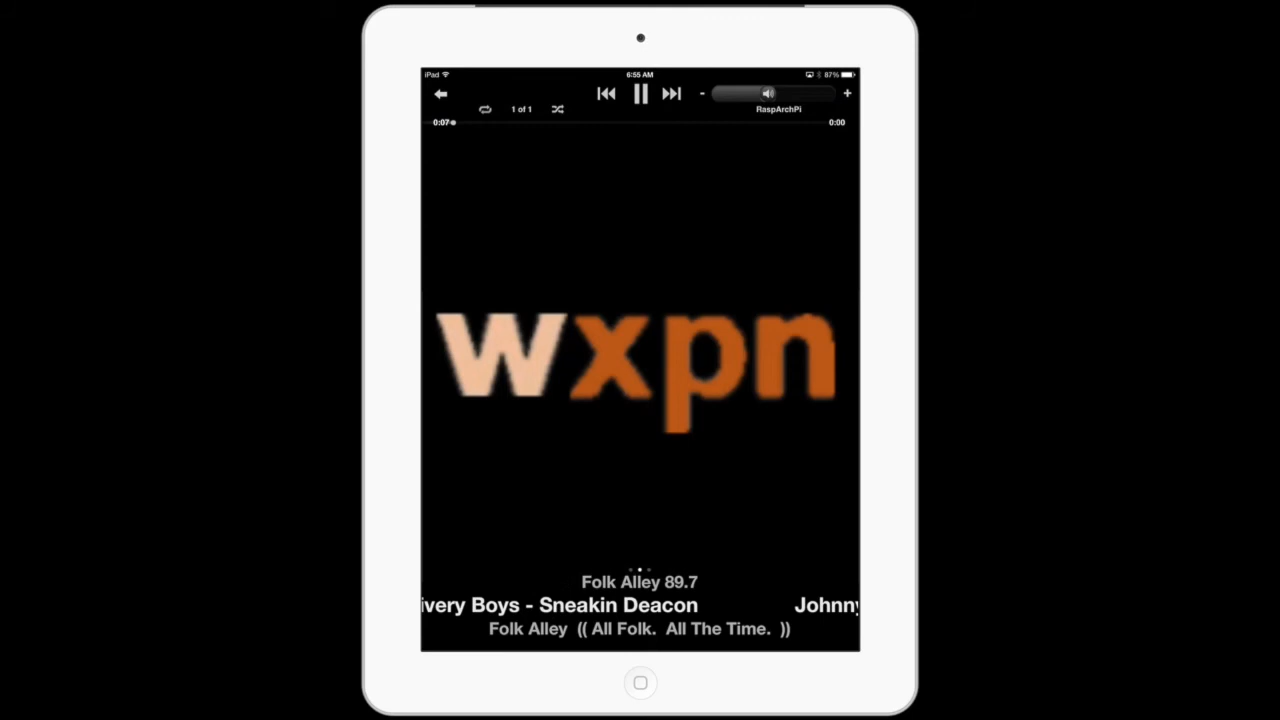 iPad 6:55 AM 87%
- +
1 of 1 RaspArchPi
0:07 0:00
wxpn
Folk Alley 89.7
ivery Boys - Sneakin Deacon Johnny
Folk Alley (( All Folk. All The Time. ))